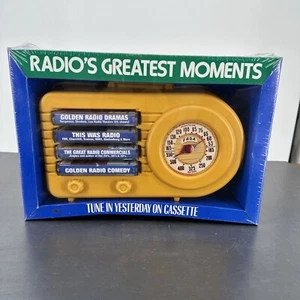 RADIO'S GREATEST MOMENTS
GOLDEN RADIO DRAMAS
THIS WAS RADIO
THE GREAT RADIO COMMERCIALS
GOLDEN RADIO COMEDY
TUNE IN YESTERDAY ON CASSETTE